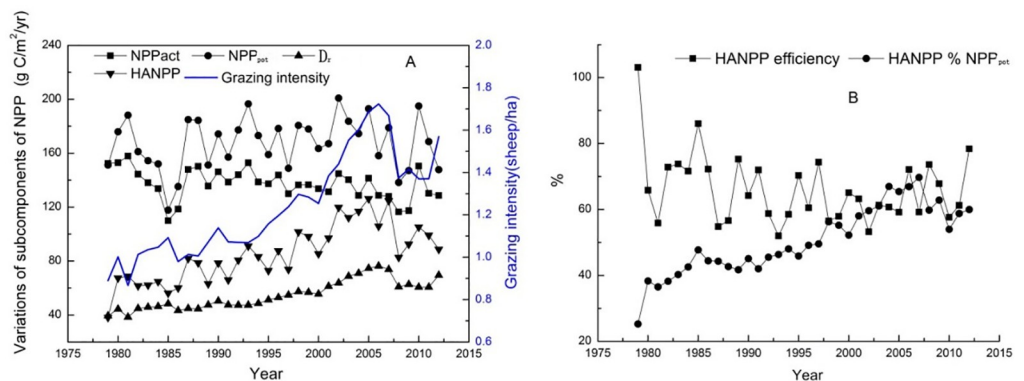 Variations of subcomponents of NPP (g C/m²/yr)
240
200
160
120
80
40
NPPact NPPpot Dr
HANPP Grazing intensity
A
2.0
1.8
1.6
1.4
1.2
1.0
0.8
0.6
Grazing intensity(sheep/ha)
1975 1980 1985 1990 1995 2000 2005 2010 2015
Year
%
100
80
60
40
20
HANPP efficiency HANPP % NPPpot
B
1975 1980 1985 1990 1995 2000 2005 2010 2015
Year